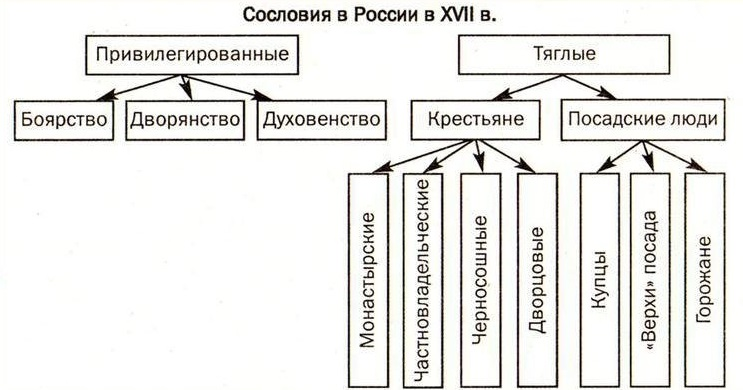 Сословия в России в XVII в.
Привилегированные
Тяглые
Боярство
Дворянство
Духовенство
Крестьяне
Посадские люди
Монастырские
Частновладельческие
Черносошные
Дворцовые
Купцы
«Верхи» посада
Горожане